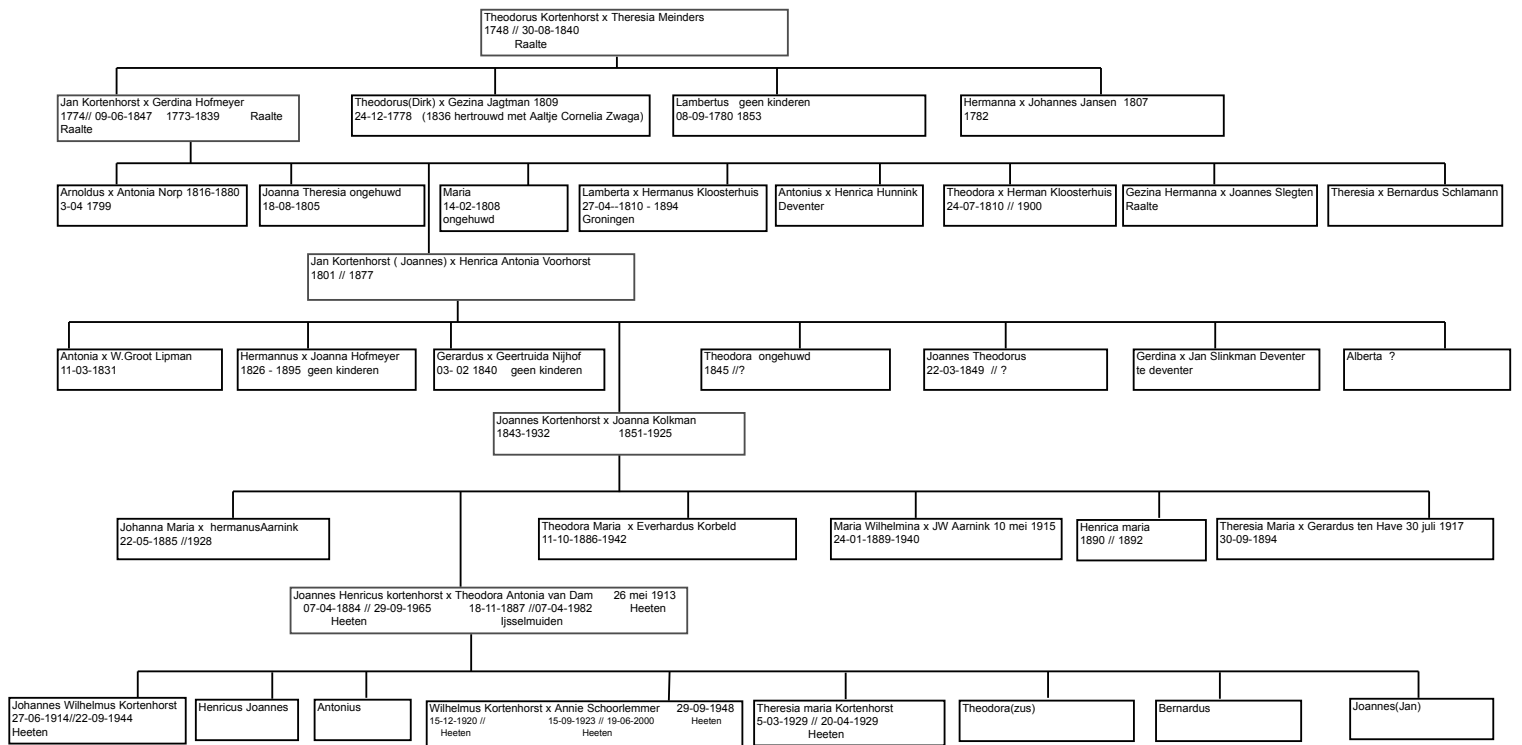 Theodorus Kortenhorst x Theresia Meinders
1748 // 30-08-1840
Raalte
Jan Kortenhorst x Gerdina Hofmeyer
1774// 09-06-1847 1773-1839 Raalte
Raalte
Theodorus(Dirk) x Gezina Jagtman 1809
24-12-1778 (1836 hertrouwd met Aaltje Cornelia Zwaga)
Lambertus geen kinderen
08-09-1780 1853
Hermanna x Johannes Jansen 1807
1782
Arnoldus x Antonia Norp 1816-1880
3-04 1799
Joanna Theresia ongehuwd
18-08-1805
Maria
14-02-1808
ongehuwd
Lamberta x Hermanus Kloosterhuis
27-04--1810 - 1894
Groningen
Antonius x Henrica Hunnink
Deventer
Theodora x Herman Kloosterhuis
24-07-1810 // 1900
Gezina Hermanna x Joannes Slegten
Raalte
Theresia x Bernardus Schlamann
Jan Kortenhorst ( Joannes) x Henrica Antonia Voorhorst
1801 // 1877
Antonia x W.Groot Lipman
11-03-1831
Hermannus x Joanna Hofmeyer
1826 - 1895 geen kinderen
Gerardus x Geertruida Nijhof
03- 02 1840 geen kinderen
Theodora ongehuwd
1845 //?
Joannes Theodorus
22-03-1849 // ?
Gerdina x Jan Slinkman Deventer
te deventer
Alberta ?
Joannes Kortenhorst x Joanna Kolkman
1843-1932 1851-1925
Johanna Maria x hermanusAarnink
22-05-1885 //1928
Theodora Maria x Everhardus Korbeld
11-10-1886-1942
Maria Wilhelmina x JW Aarnink 10 mei 1915
24-01-1889-1940
Henrica maria
1890 // 1892
Theresia Maria x Gerardus ten Have 30 juli 1917
30-09-1894
Joannes Henricus kortenhorst x Theodora Antonia van Dam 26 mei 1913
07-04-1884 // 29-09-1965 18-11-1887 //07-04-1982 Heeten
Heeten Ijsselmuiden
Johannes Wilhelmus Kortenhorst
27-06-1914//22-09-1944
Heeten
Henricus Joannes
Antonius
Wilhelmus Kortenhorst x Annie Schoorlemmer 29-09-1948
15-12-1920 // 15-09-1923 // 19-06-2000 Heeten
Heeten Heeten
Theresia maria Kortenhorst
5-03-1929 // 20-04-1929
Heeten
Theodora(zus)
Bernardus
Joannes(Jan)